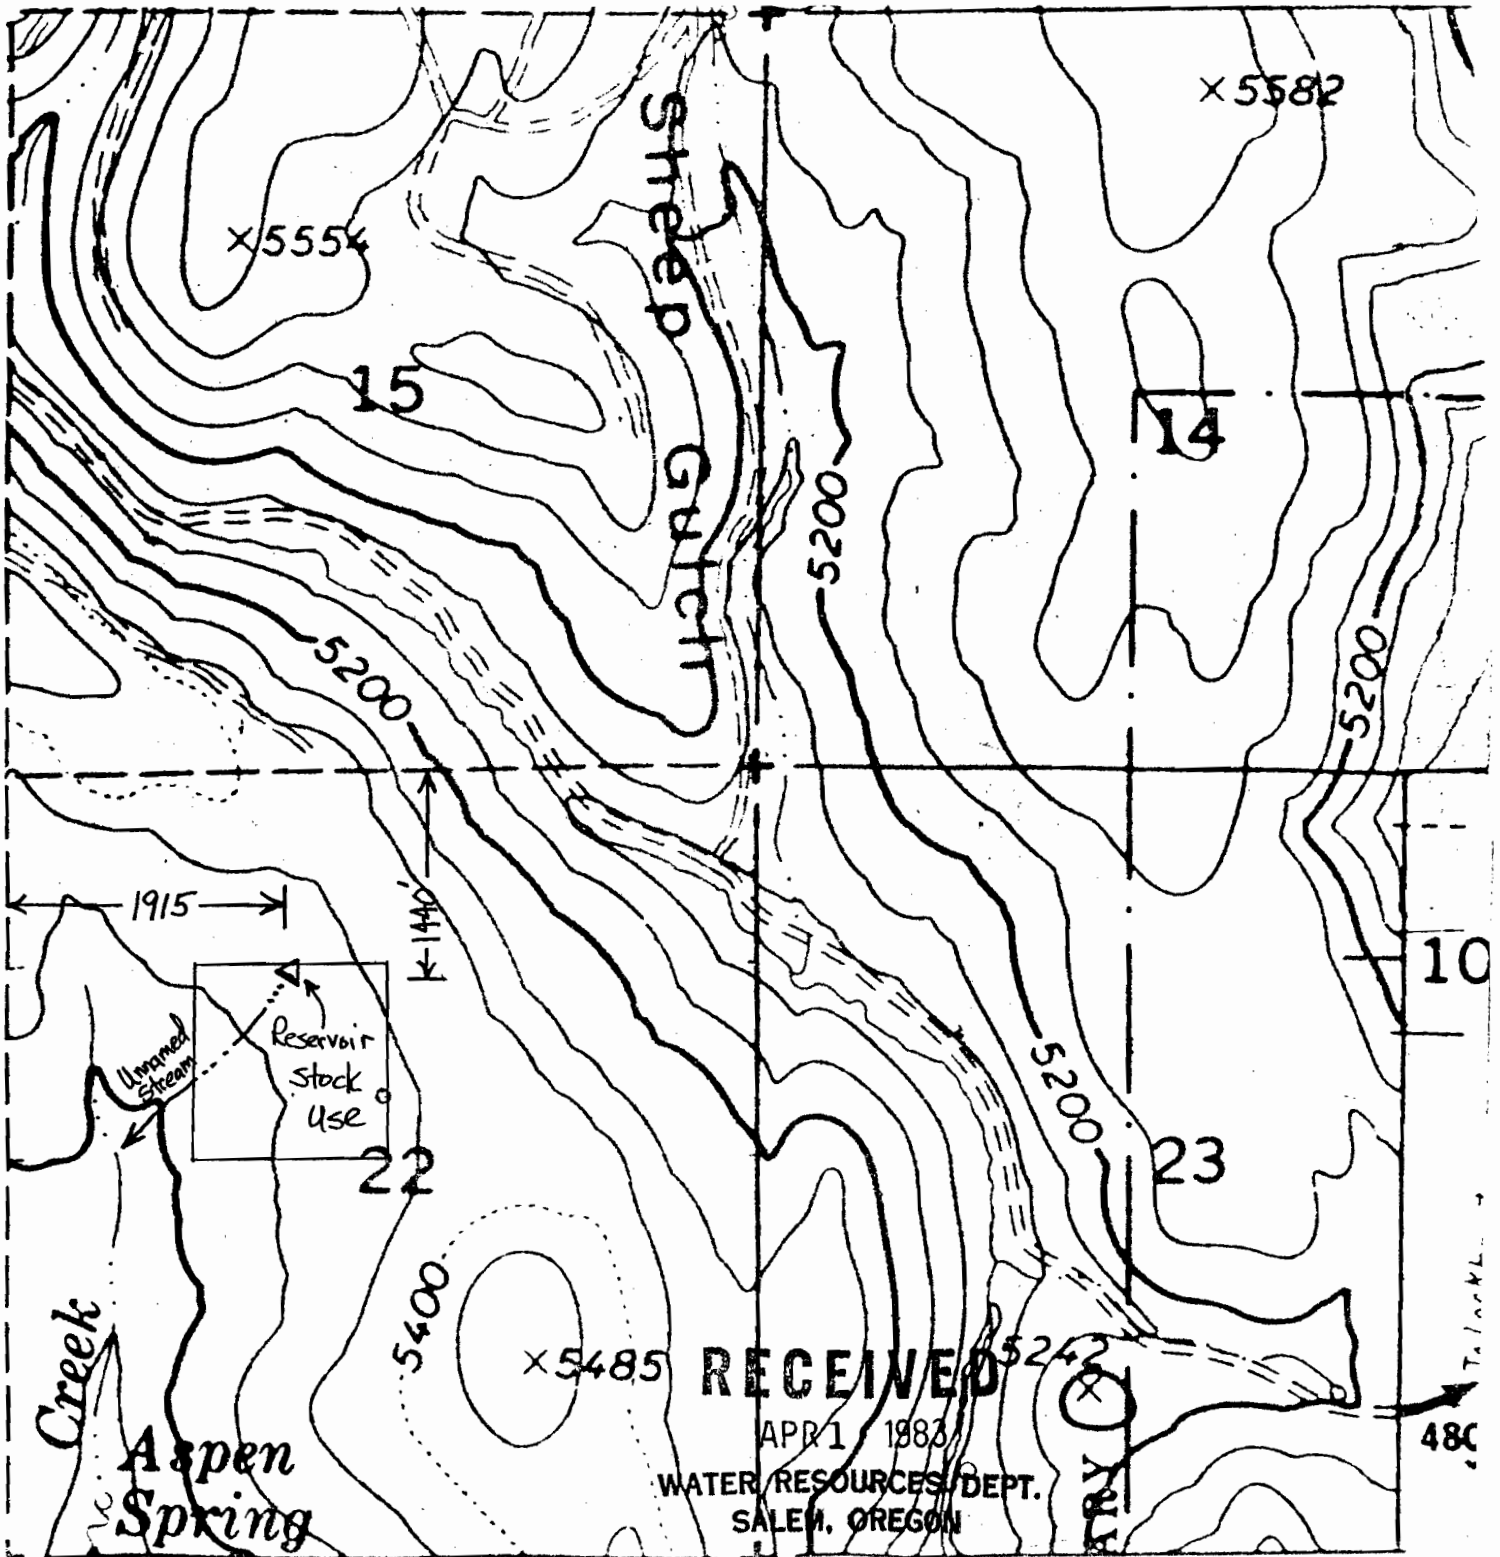 ×5582
Sheep Gulch
×5554
15
14
5200
5200
5200
1915
1440'
10
Unnamed
Stream
Reservoir
Stock
Use
22
5200
23
5400
×5485
5242
×
Creek
Aspen
Spring
RECEIVED
APR 1 1983
WATER RESOURCES DEPT.
SALEM, OREGON